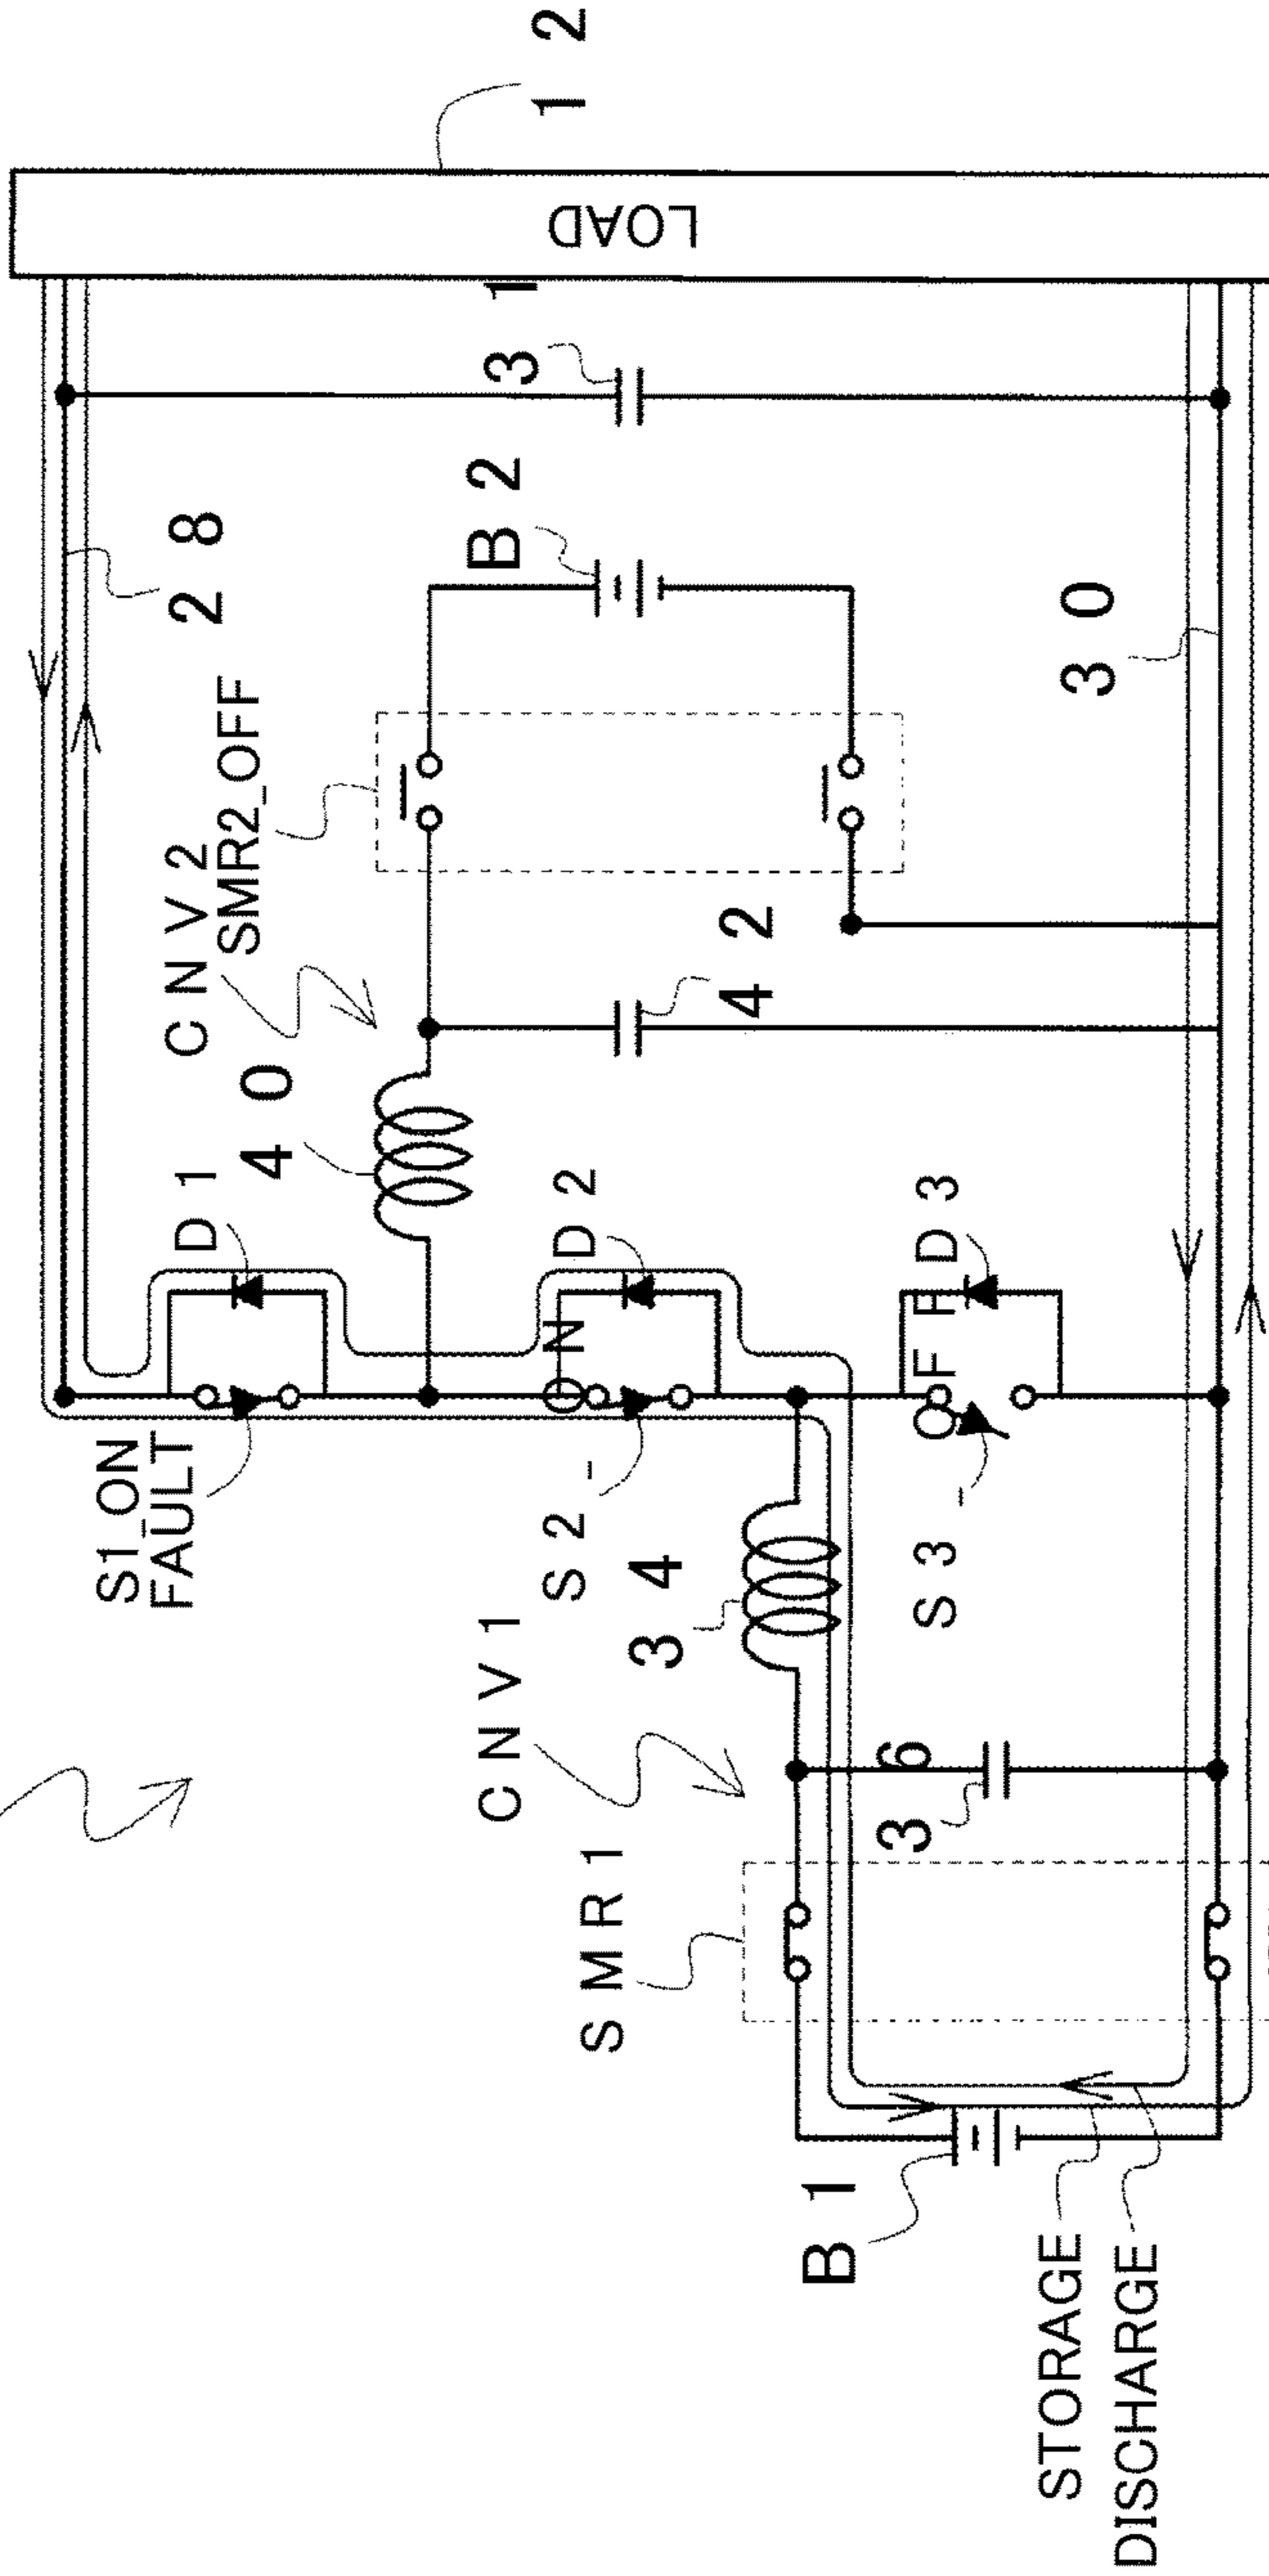 S1_ON
FAULT
D1
CNV2
28
SMR2_OFF
40
CNV1
B2
31
12
S2-ON
D2
SMR1
34
LOAD
42
B1
36
S3-OFF
D3
30
STORAGE
DISCHARGE